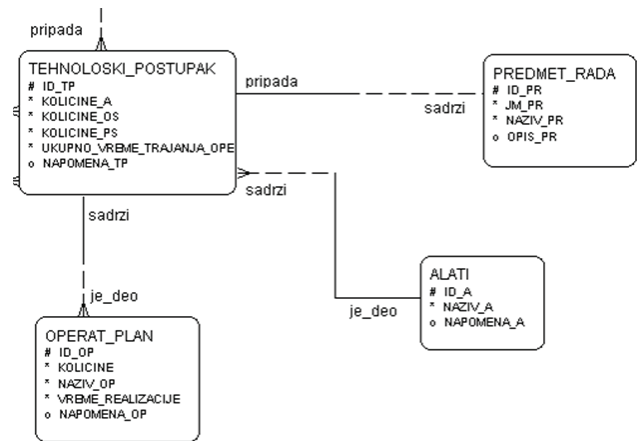 pripada
TEHNOLOSKI_POSTUPAK
# ID_TP
* KOLICINE_A
* KOLICINE_OS
* KOLICINE_PS
* UKUPNO_VREME_TRAJANJA_OPE
o NAPOMENA_TP
pripada
sadrzi
PREDMET_RADA
# ID_PR
* JM_PR
* NAZIV_PR
o OPIS_PR
sadrzi
sadrzi
je_deo
ALATI
# ID_A
* NAZIV_A
o NAPOMENA_A
je_deo
OPERAT_PLAN
# ID_OP
* KOLICINE
* NAZIV_OP
* VREME_REALIZACIJE
o NAPOMENA_OP